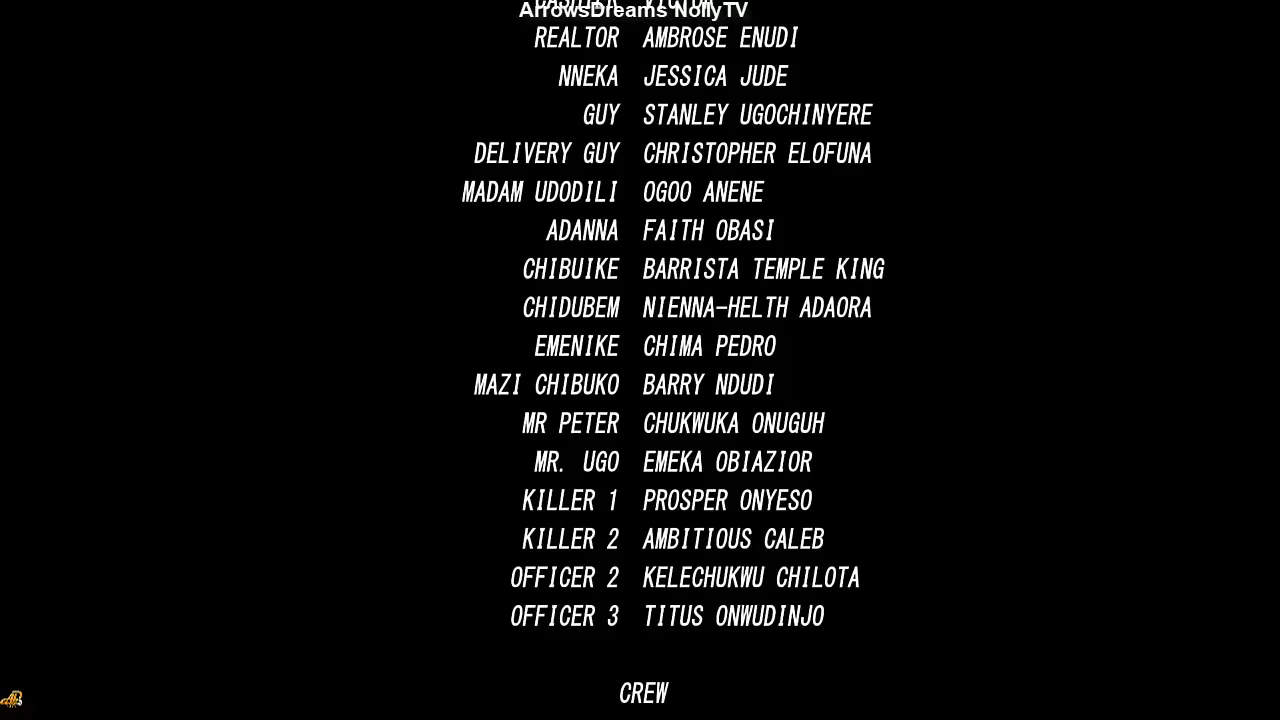 ArrowsDreams NollyTV
REALTOR AMBROSE ENUDI
NNEKA JESSICA JUDE
GUY STANLEY UGOCHINYERE
DELIVERY GUY CHRISTOPHER ELOFUNA
MADAM UDODILI OGOO ANENE
ADANNA FAITH OBASI
CHIBUIKE BARRISTA TEMPLE KING
CHIDUBEM NIENNA-HELTH ADAORA
EMENIKE CHIMA PEDRO
MAZI CHIBUKO BARRY NDUDI
MR PETER CHUKWUKA ONUGUH
MR. UGO EMEKA OBIAZIOR
KILLER 1 PROSPER ONYESO
KILLER 2 AMBITIOUS CALEB
OFFICER 2 KELECHUKWU CHILOTA
OFFICER 3 TITUS ONWUDINJO
CREW